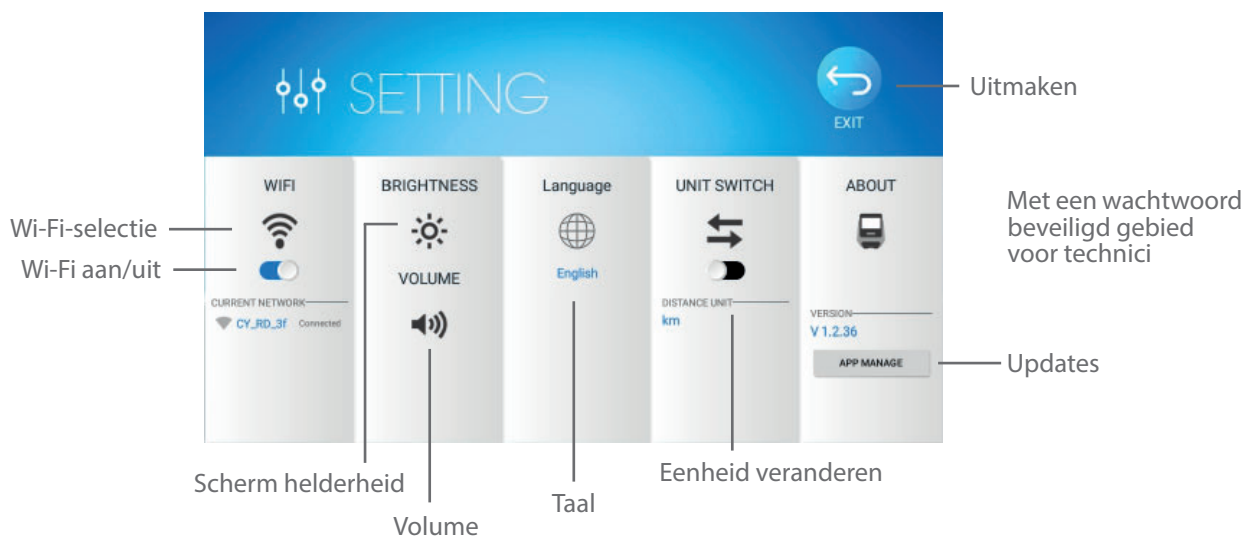 SETTING
EXIT
Uitmaken
WIFI
BRIGHTNESS
Language
UNIT SWITCH
ABOUT
Wi-Fi-selectie
Wi-Fi aan/uit
Met een wachtwoord
beveiligd gebied
voor technici
VOLUME
English
CURRENT NETWORK
CY_RD_3f Connected
DISTANCE UNIT
km
VERSION
V 1.2.36
APP MANAGE
Updates
Scherm helderheid
Volume
Taal
Eenheid veranderen